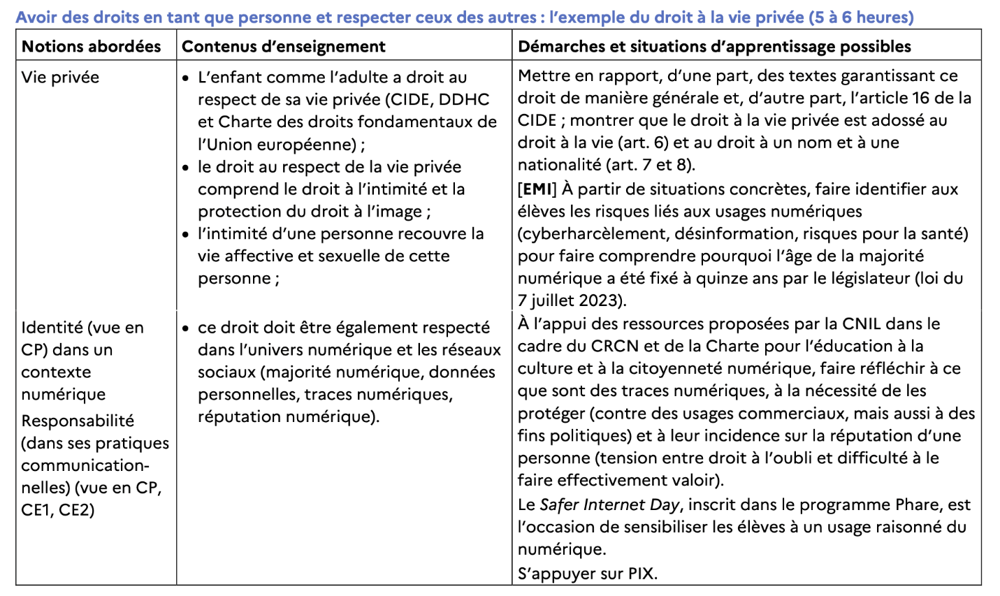 Avoir des droits en tant que personne et respecter ceux des autres : l’exemple du droit à la vie privée (5 à 6 heures)
Notions abordées
Contenus d’enseignement
Démarches et situations d’apprentissage possibles
Vie privée
• L’enfant comme l’adulte a droit au
respect de sa vie privée (CIDE, DDHC
et Charte des droits fondamentaux de
l’Union européenne) ;
• le droit au respect de la vie privée
comprend le droit à l’intimité et la
protection du droit à l’image ;
• l’intimité d’une personne recouvre la
vie affective et sexuelle de cette
personne ;
Mettre en rapport, d’une part, des textes garantissant ce
droit de manière générale et, d’autre part, l’article 16 de la
CIDE ; montrer que le droit à la vie privée est adossé au
droit à la vie (art. 6) et au droit à un nom et à une
nationalité (art. 7 et 8).
[EMI] À partir de situations concrètes, faire identifier aux
élèves les risques liés aux usages numériques
(cyberharcèlement, désinformation, risques pour la santé)
pour faire comprendre pourquoi l’âge de la majorité
numérique a été fixé à quinze ans par le législateur (loi du
7 juillet 2023).
Identité (vue en
CP) dans un
contexte
numérique
Responsabilité
(dans ses pratiques
communication-
nelles) (vue en CP,
CE1, CE2)
• ce droit doit être également respecté
dans l’univers numérique et les réseaux
sociaux (majorité numérique, données
personnelles, traces numériques,
réputation numérique).
À l’appui des ressources proposées par la CNIL dans le
cadre du CRCN et de la Charte pour l’éducation à la
culture et à la citoyenneté numérique, faire réfléchir à ce
que sont des traces numériques, à la nécessité de les
protéger (contre des usages commerciaux, mais aussi à des
fins politiques) et à leur incidence sur la réputation d’une
personne (tension entre droit à l’oubli et difficulté à le
faire effectivement valoir).
Le Safer Internet Day, inscrit dans le programme Phare, est
l’occasion de sensibiliser les élèves à un usage raisonné du
numérique.
S’appuyer sur PIX.